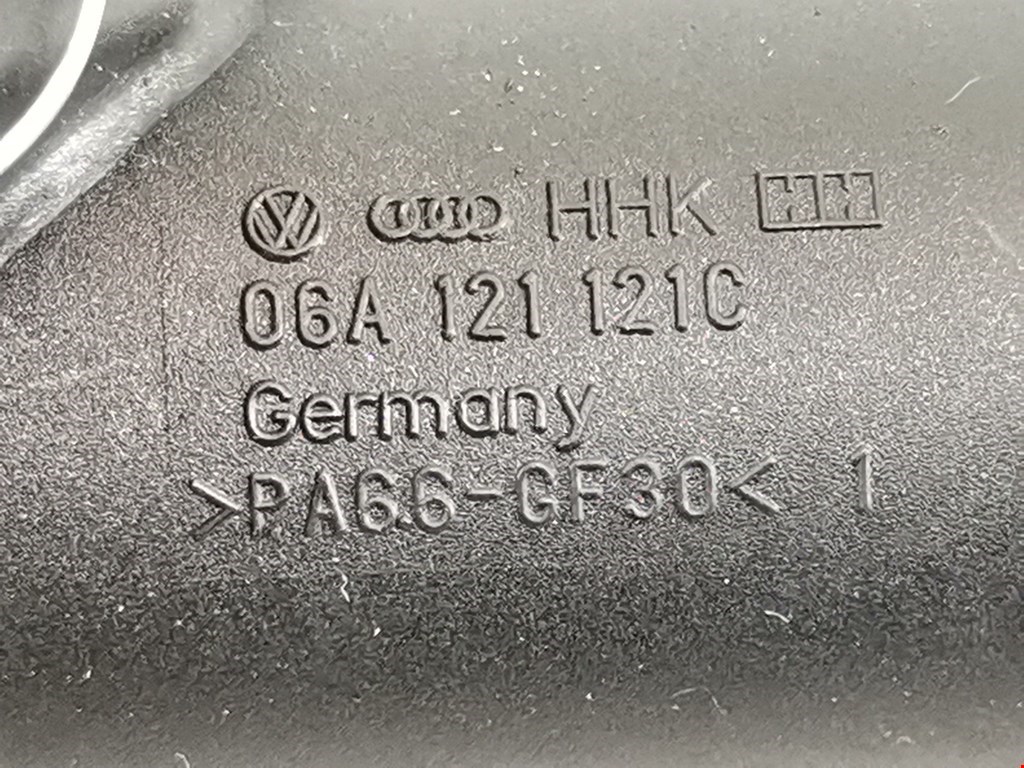 HHK
06A 121 121C
Germany
>PA66-GF30< 1